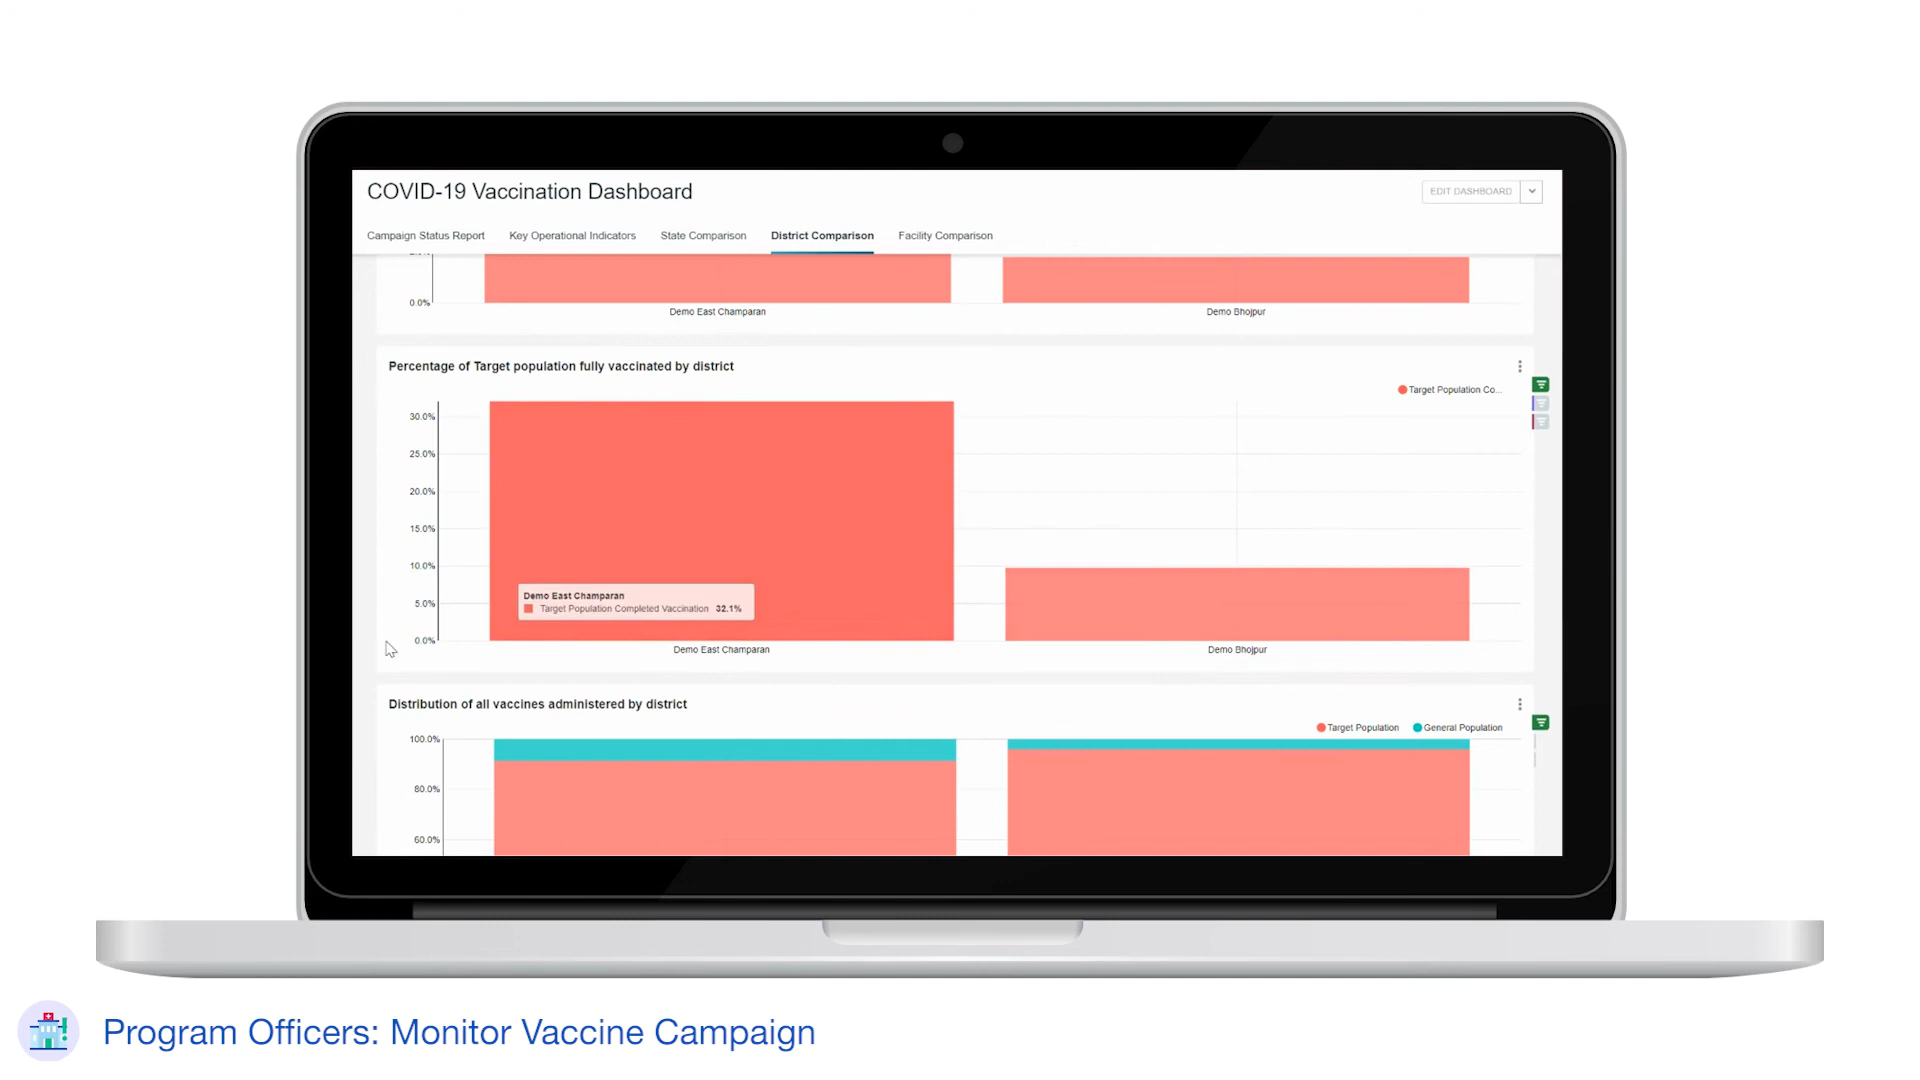 COVID-19 Vaccination Dashboard
EDIT DASHBOARD
Campaign Status Report
Key Operational Indicators
State Comparison
District Comparison
Facility Comparison
0.0%
Demo East Champaran
Demo Bhojpur
Percentage of Target population fully vaccinated by district
Target Population Co...
30.0%
25.0%
20.0%
15.0%
10.0%
5.0%
0.0%
Demo East Champaran
Target Population Completed Vaccination 32.1%
Demo East Champaran
Demo Bhojpur
Distribution of all vaccines administered by district
Target Population
General Population
100.0%
80.0%
60.0%
Program Officers: Monitor Vaccine Campaign